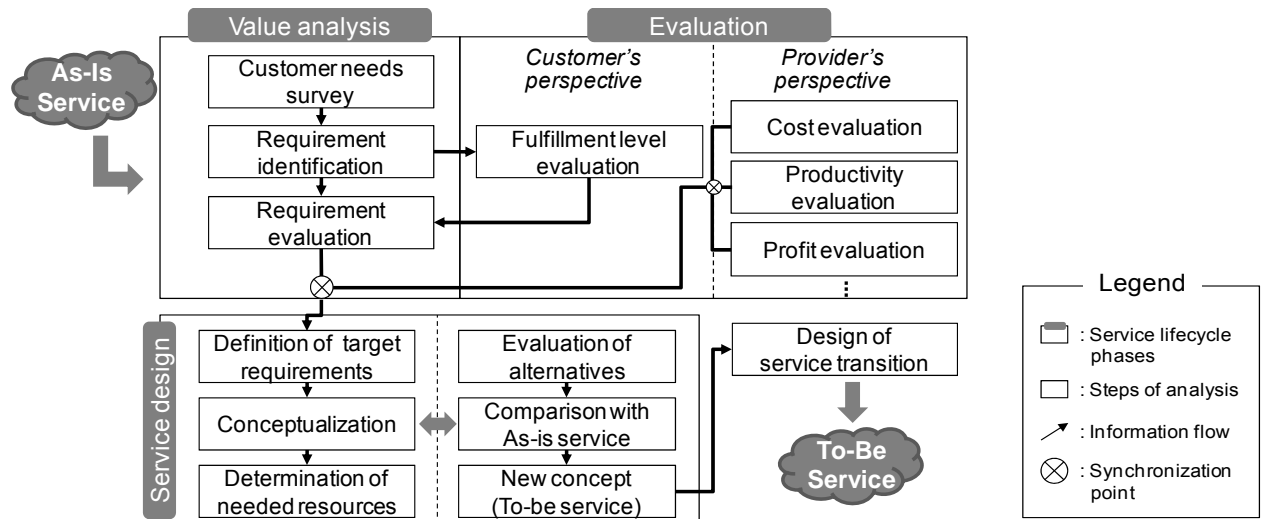 Value analysis
Evaluation
As-Is
Service
Customer needs
survey
Requirement
identification
Requirement
evaluation
Customer's
perspective
Fulfillment level
evaluation
Provider's
perspective
Cost evaluation
Productivity
evaluation
Profit evaluation
Service design
Definition of target
requirements
Conceptualization
Determination of
needed resources
Evaluation of
alternatives
Comparison with
As-is service
New concept
(To-be service)
Design of
service transition
To-Be
Service
Legend
: Service lifecycle
phases
: Steps of analysis
: Information flow
: Synchronization
point